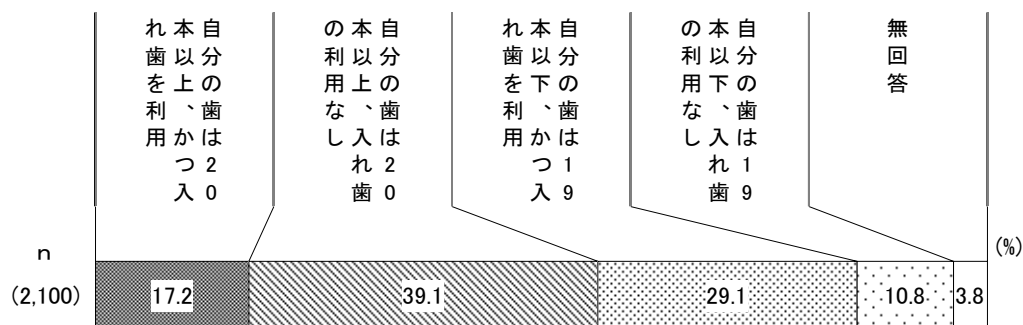 自分の歯は20
本以上、かつ入
れ歯を利用
自分の歯は20
本以上、入れ歯
の利用なし
自分の歯は19
本以下、かつ入
れ歯を利用
自分の歯は19
本以下、入れ歯
の利用なし
無回答
(%)
n
(2,100)
17.2
39.1
29.1
10.8
3.8